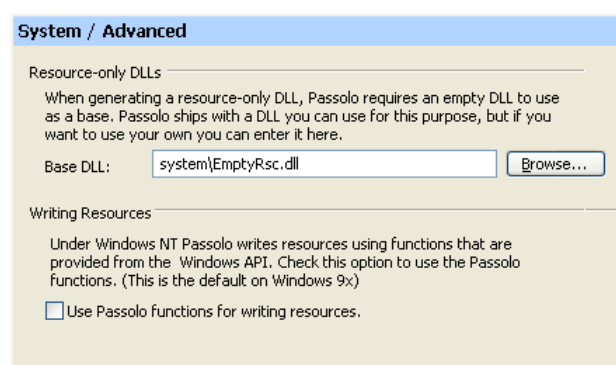 System / Advanced
Resource-only DLLs
When generating a resource-only DLL, Passolo requires an empty DLL to use
as a base. Passolo ships with a DLL you can use for this purpose, but if you
want to use your own you can enter it here.
Base DLL: system\EmptyRsc.dll Browse...
Writing Resources
Under Windows NT Passolo writes resources using functions that are
provided from the Windows API. Check this option to use the Passolo
functions. (This is the default on Windows 9x)
Use Passolo functions for writing resources.